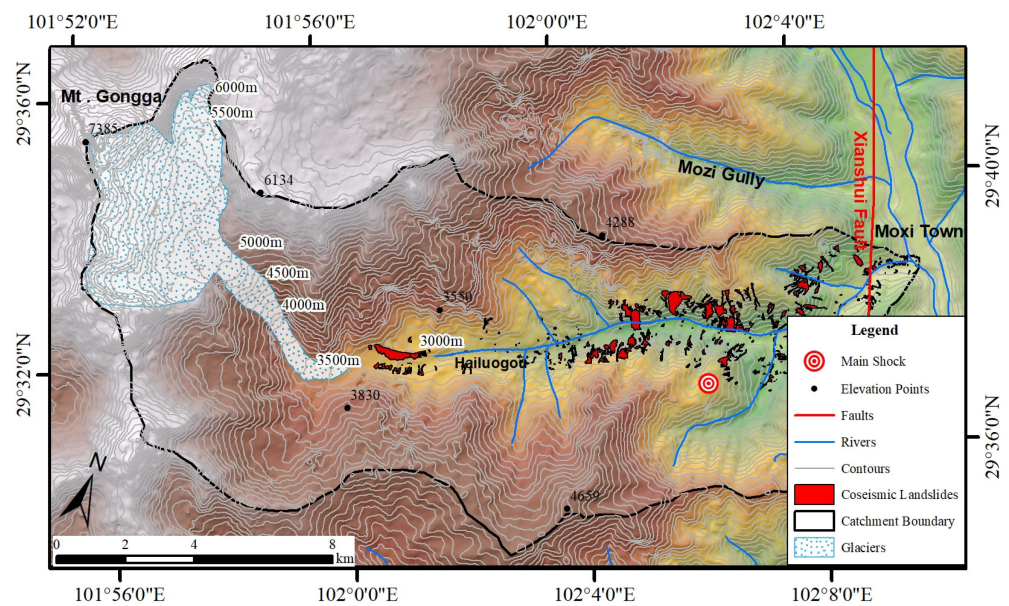 101°52'0"E 101°56'0"E 102°0'0"E 102°4'0"E
29°36'0"N
29°32'0"N
29°40'0"N
29°36'0"N
Mt . Gongga
7385
6000m
5500m
6134
Mozi Gully
Xianshui Fault
4288
Moxi Town
5000m
4500m
4000m
3550
3000m
3500m
Hailuogou
3830
4659
N
0 2 4 8
km
Legend
Main Shock
Elevation Points
Faults
Rivers
Contours
Coseismic Landslides
Catchment Boundary
Glaciers
101°56'0"E 102°0'0"E 102°4'0"E 102°8'0"E